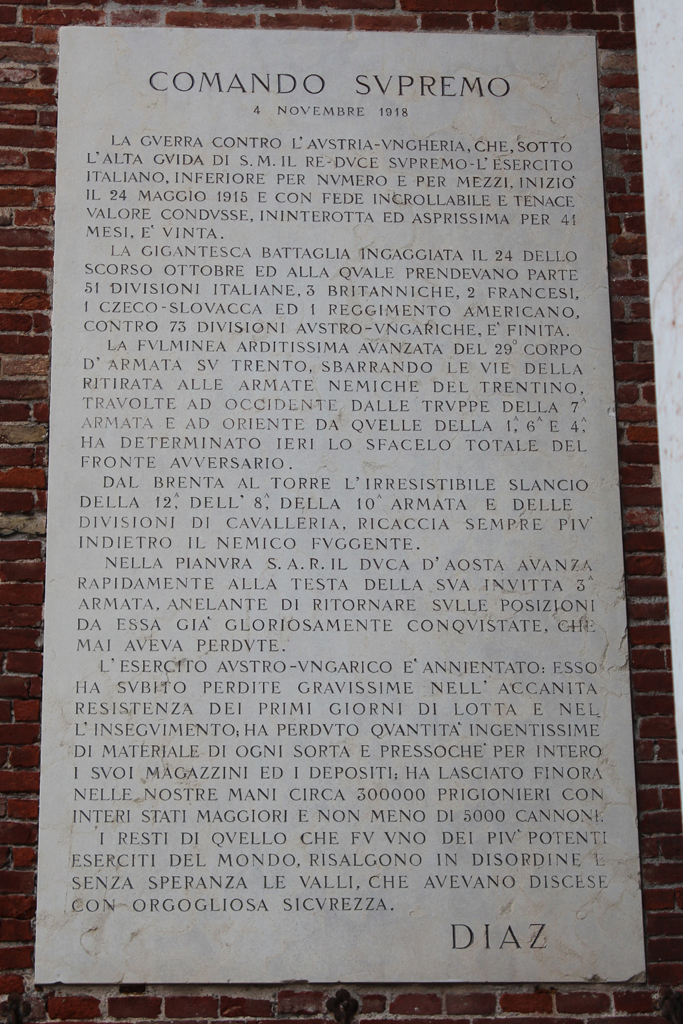 COMANDO SVPREMO
4 NOVEMBRE 1918
LA GVERRA CONTRO L'AVSTRIA-VNGHERIA, CHE, SOTTO
L'ALTA GVIDA DI S.M. IL RE-DVCE SVPREMO-L'ESERCITO
ITALIANO, INFERIORE PER NVMERO E PER MEZZI, INIZIO'
IL 24 MAGGIO 1915 E CON FEDE INCROLLABILE E TENACE
VALORE CONDVSSE, ININTEROTTA ED ASPRISSIMA PER 41
MESI, E' VINTA.
LA GIGANTESCA BATTAGLIA INGAGGIATA IL 24 DELLO
SCORSO OTTOBRE ED ALLA QVALE PRENDEVANO PARTE
51 DIVISIONI ITALIANE, 3 BRITANNICHE, 2 FRANCESI,
1 CZECO-SLOVACCA ED 1 REGGIMENTO AMERICANO,
CONTRO 73 DIVISIONI AVSTRO-VNGARICHE, E' FINITA.
LA FVLMINEA ARDITISSIMA AVANZATA DEL 29° CORPO
D'ARMATA SV TRENTO, SBARRANDO LE VIE DELLA
RITIRATA ALLE ARMATE NEMICHE DEL TRENTINO,
TRAVOLTE AD OCCIDENTE DALLE TRVPPE DELLA 7^
ARMATA E AD ORIENTE DA QVELLE DELLA 1^, 6^ E 4^,
HA DETERMINATO IERI LO SFACELO TOTALE DEL
FRONTE AVVERSARIO.
DAL BRENTA AL TORRE L'IRRESISTIBILE SLANCIO
DELLA 12^, DELL' 8^, DELLA 10^ ARMATA E DELLE
DIVISIONI DI CAVALLERIA, RICACCIA SEMPRE PIV'
INDIETRO IL NEMICO FVGGENTE.
NELLA PIANVRA S.A.R. IL DVCA D'AOSTA AVANZA
RAPIDAMENTE ALLA TESTA DELLA SVA INVITTA 3^
ARMATA, ANELANTE DI RITORNARE SVLLE POSIZIONI
DA ESSA GIA' GLORIOSAMENTE CONQVISTATE, CHE
MAI AVEVA PERDVTE.
L'ESERCITO AVSTRO-VNGARICO E' ANNIENTATO: ESSO
HA SVBITO PERDITE GRAVISSIME NELL' ACCANITA
RESISTENZA DEI PRIMI GIORNI DI LOTTA E NEL
L'INSEGVIMENTO; HA PERDVTO QVANTITA' INGENTISSIME
DI MATERIALE DI OGNI SORTA E PRESSOCHE' PER INTERO
I SVOI MAGAZZINI ED I DEPOSITI; HA LASCIATO FINORA
NELLE NOSTRE MANI CIRCA 300000 PRIGIONIERI CON
INTERI STATI MAGGIORI E NON MENO DI 5000 CANNONI.
I RESTI DI QVELLO CHE FV VNO DEI PIV' POTENTI
ESERCITI DEL MONDO, RISALGONO IN DISORDINE E
SENZA SPERANZA LE VALLI, CHE AVEVANO DISCESE
CON ORGOGLIOSA SICVREZZA.
DIAZ